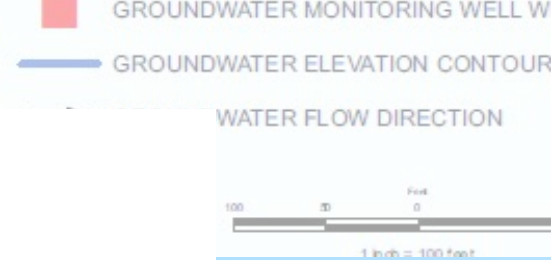 GROUNDWATER MONITORING WELL W
GROUNDWATER ELEVATION CONTOUR
WATER FLOW DIRECTION
Feet
100 50 0
1 inch = 100 feet